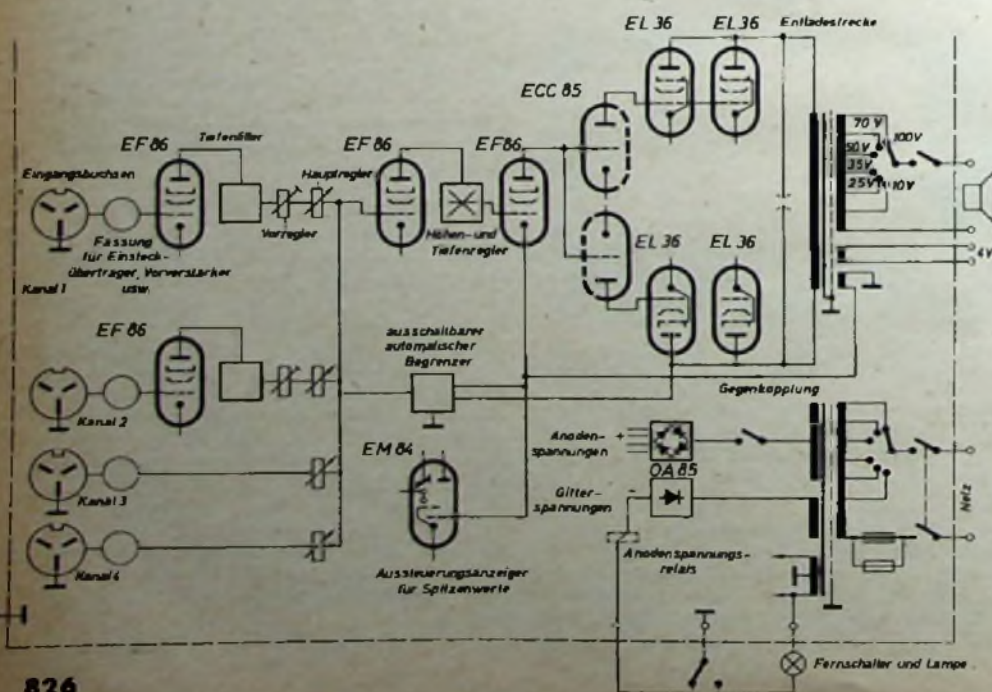 EL 36
EL 36
Entladestrecke
ECC 85
EF 86
Tiefenfilter
EF 86
EF 86
Hauptregler
70 V
100V
50V
35V
25V
10V
Eingangsbuchsen
Vorregler
Höhen- und
Tiefenregler
Fassung
für Einsteck-
übertrager, Vorverstärker
usw.
Kanal 1
EL 36
EL 36
4V
EF 86
ausschaltbarer
automatischer
Begrenzer
Gegenkopplung
Kanal 2
EM 84
Anoden-
spannungen
+
OA 85
Kanal 3
Gitter-
spannungen
-
Netz
Kanal 4
Anodenspannungs-
relais
Aussteuerungsanzeiger
für Spitzenwerte
Fernschalter und Lampe
826